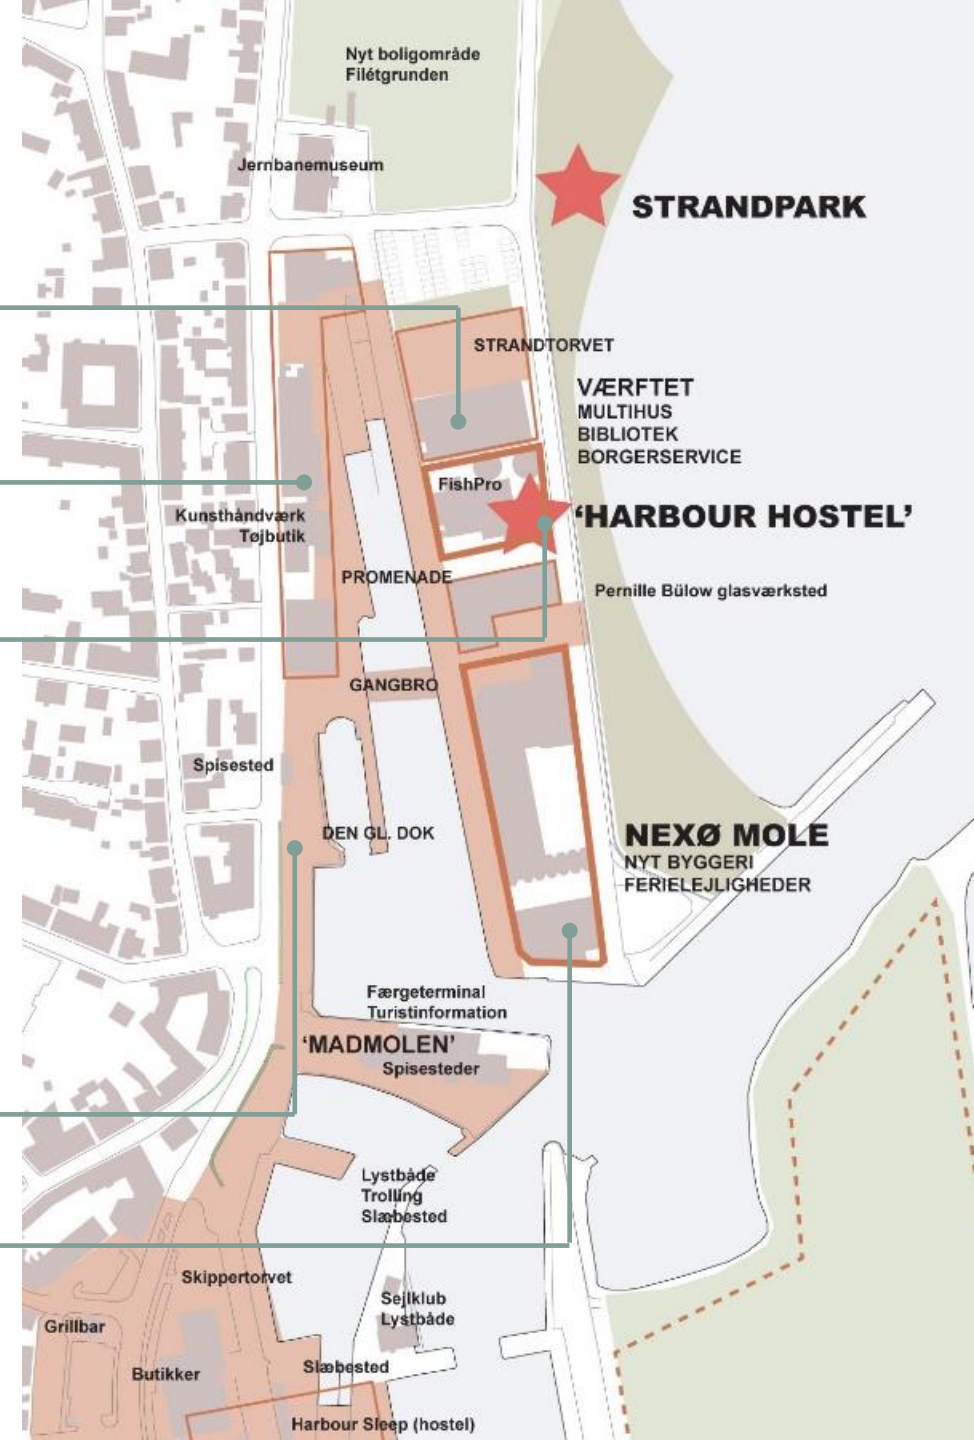 Nyt boligområde
Filétgrunden
Jernbanemuseum
STRANDPARK
STRANDTORVET
VÆRFTET
MULTIHUS
BIBLIOTEK
BORGERSERVICE
FishPro
Kunsthåndværk
Tøjbutik
‘HARBOUR HOSTEL’
PROMENADE
Pernille Bülow glasværksted
GANGBRO
Spisested
DEN GL. DOK
NEXØ MOLE
NYT BYGGERI
FERIELEJLIGHEDER
Færgeterminal
Turistinformation
‘MADMOLEN’
Spisesteder
Lystbåde
Trolling
Slæbested
Skippertorvet
Sejlklub
Lystbåde
Grillbar
Slæbested
Butikker
Harbour Sleep (hostel)